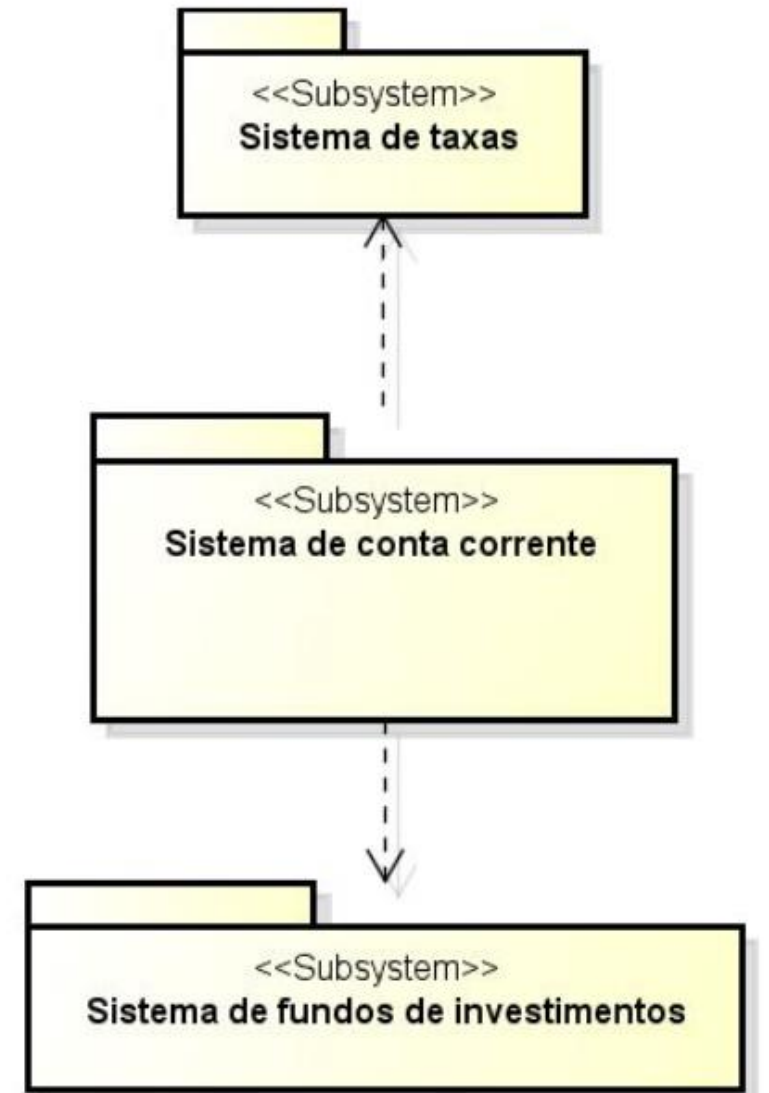 <<Subsystem>>
Sistema de taxas
<<Subsystem>>
Sistema de conta corrente
<<Subsystem>>
Sistema de fundos de investimentos